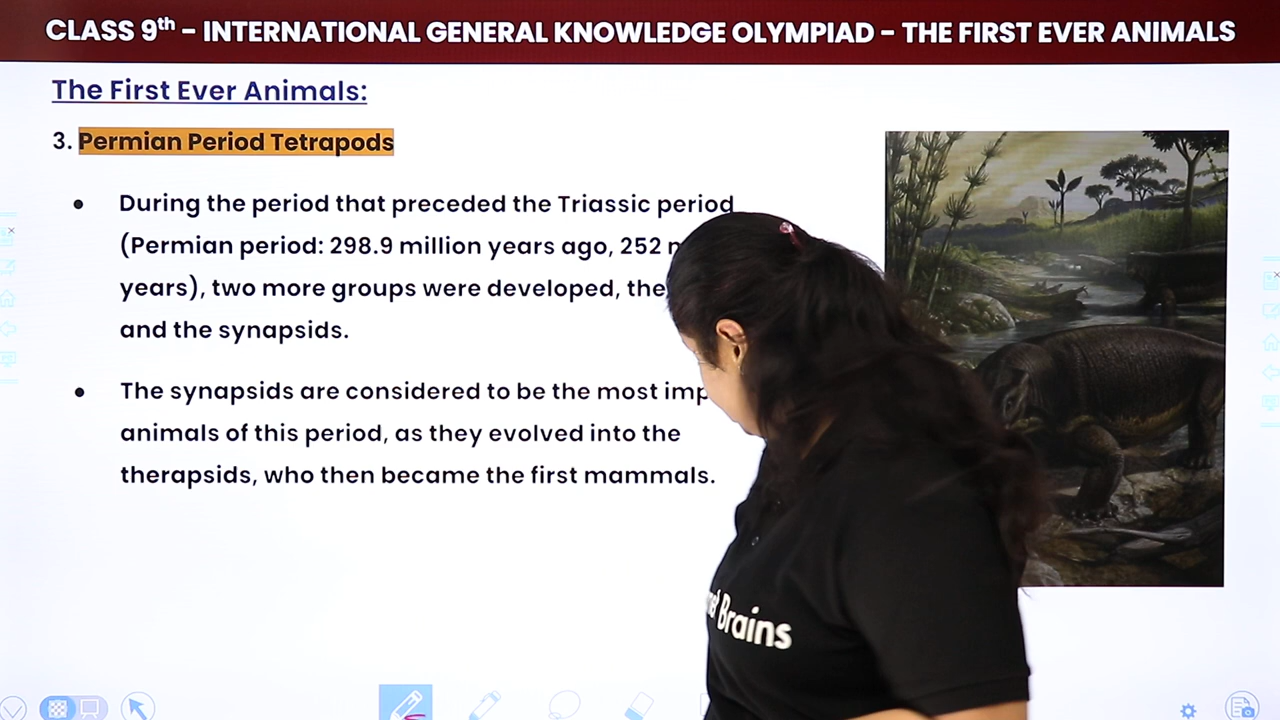 CLASS 9th – INTERNATIONAL GENERAL KNOWLEDGE OLYMPIAD – THE FIRST EVER ANIMALS
The First Ever Animals:
3. Permian Period Tetrapods
● During the period that preceded the Triassic period
(Permian period: 298.9 million years ago, 252
years), two more groups were developed, the
and the synapsids.
● The synapsids are considered to be the most
animals of this period, as they evolved into the
therapsids, who then became the first mammals.
Brains